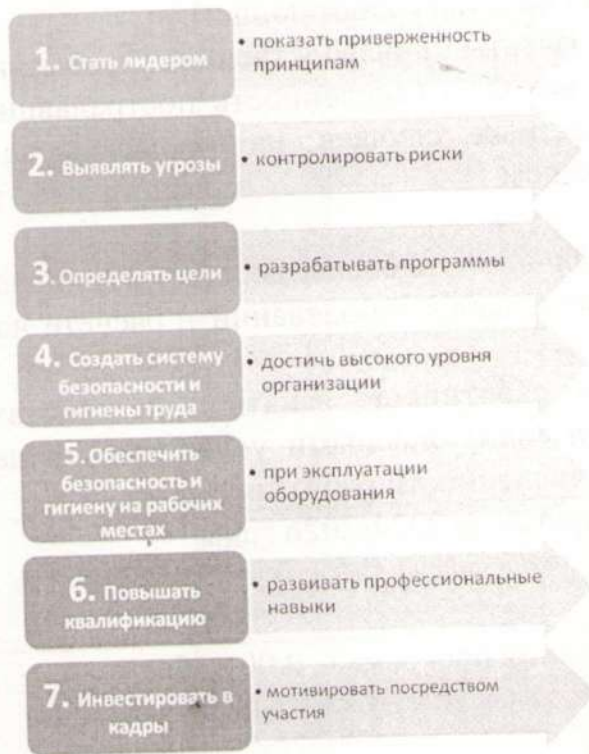 1. Стать лидером
• показать приверженность
принципам
2. Выявлять угрозы
• контролировать риски
3. Определять цели
• разрабатывать программы
4. Создать систему
безопасности и
гигиены труда
• достичь высокого уровня
организации
5. Обеспечить
безопасность и
гигиену на рабочих
местах
• при эксплуатации
оборудования
6. Повышать
квалификацию
• развивать профессиональные
навыки
7. Инвестировать в
кадры
• мотивировать посредством
участия